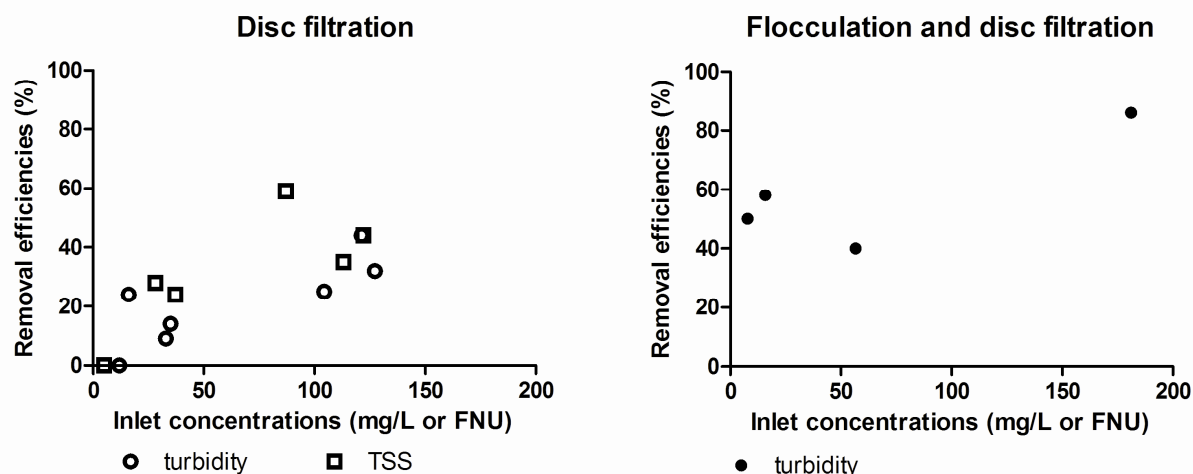 Disc filtration
Removal efficiencies (%)
100
80
60
40
20
0
0 50 100 150 200
Inlet concentrations (mg/L or FNU)
turbidity TSS
Flocculation and disc filtration
Removal efficiencies (%)
100
80
60
40
20
0
0 50 100 150 200
Inlet concentrations (mg/L or FNU)
turbidity